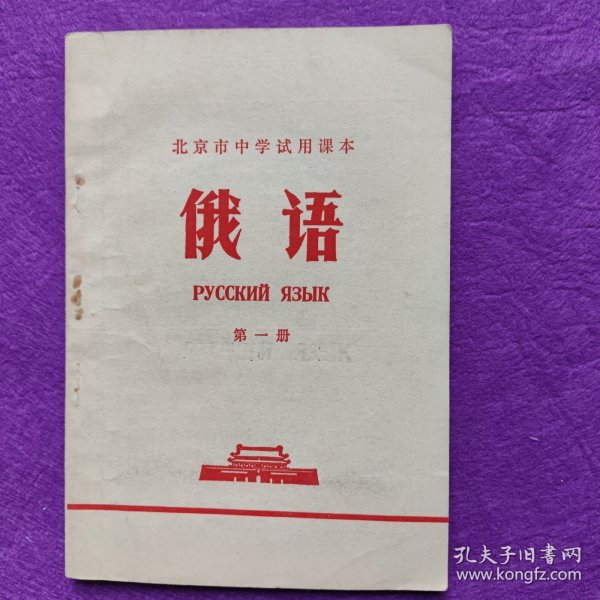 北京市中学试用课本
俄语
РУССКИЙ ЯЗЫК
第一册
孔夫子旧书网
www.kongfz.com